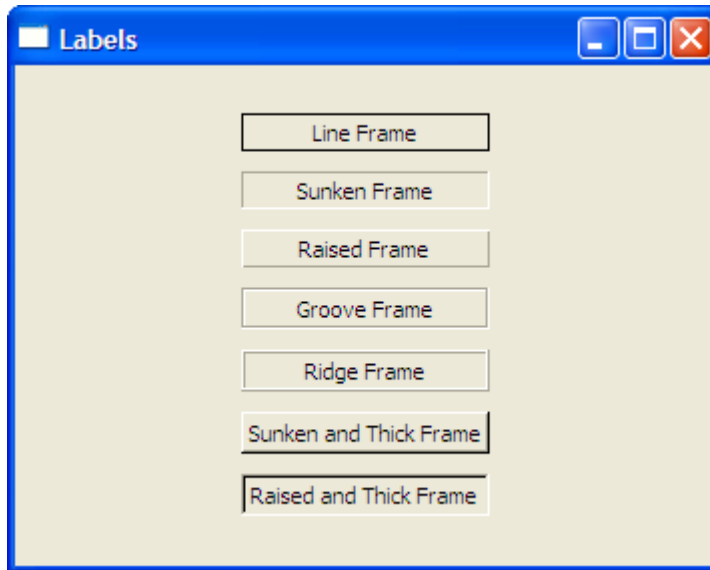 Labels
Line Frame
Sunken Frame
Raised Frame
Groove Frame
Ridge Frame
Sunken and Thick Frame
Raised and Thick Frame